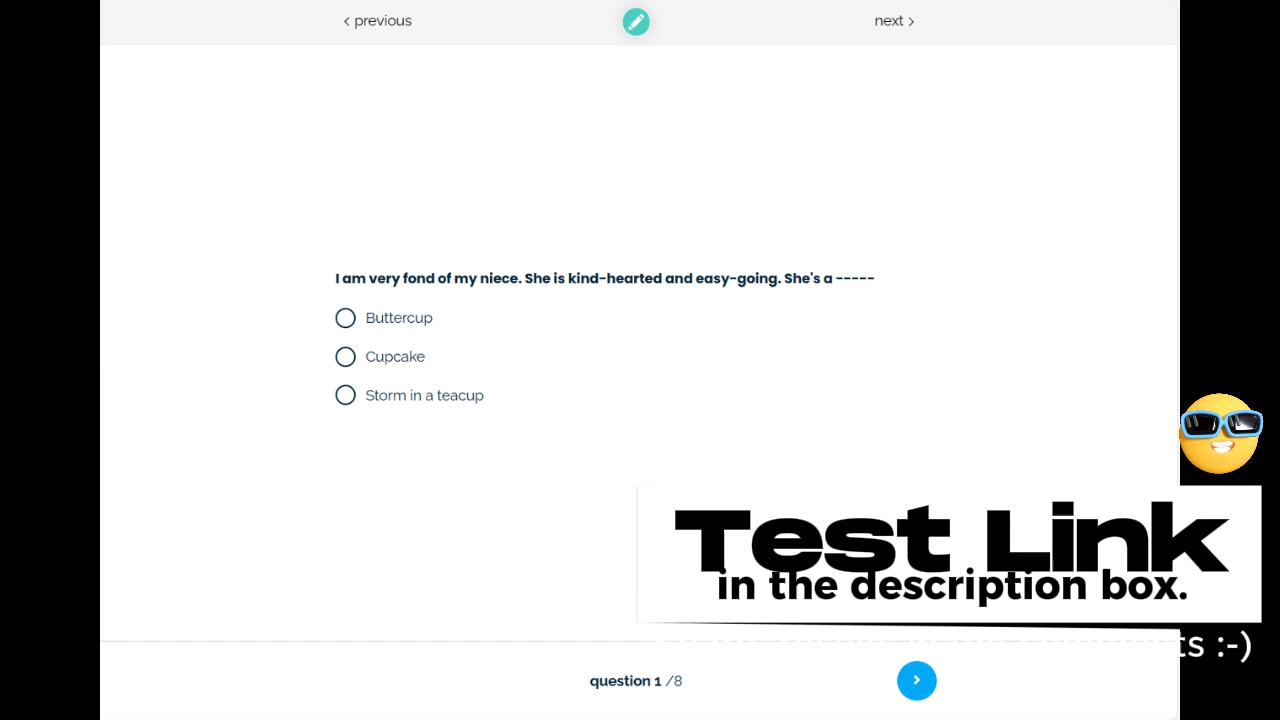 < previous
next >
I am very fond of my niece. She is kind-hearted and easy-going. She's a -----
Buttercup
Cupcake
Storm in a teacup
Test Link
in the description box.
:-)
question 1 /8